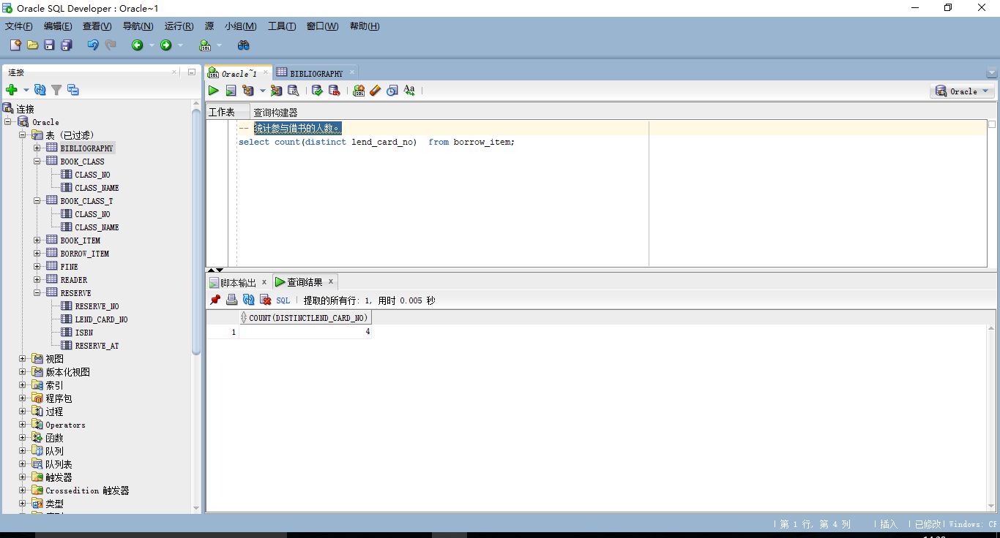 Oracle SQL Developer : Oracle~1
文件(F) 编辑(E) 查看(V) 导航(N) 运行(R) 源 小组(M) 工具(T) 窗口(W) 帮助(H)
连接
连接
Oracle
表 (已过滤)
BIBLIOGRAPHY
BOOK_CLASS
CLASS_NO
CLASS_NAME
BOOK_CLASS_T
CLASS_NO
CLASS_NAME
BOOK_ITEM
BORROW_ITEM
FINE
READER
RESERVE
RESERVE_NO
LEND_CARD_NO
ISBN
RESERVE_AT
视图
版本化视图
索引
程序包
过程
Operators
函数
队列
队列表
触发器
Crossedition 触发器
类型
Oracle~1 BIBLIOGRAPHY
Oracle
工作表 查询构建器
-- 统计参与借书的人数。
select count(distinct lend_card_no) from borrow_item;
脚本输出 x 查询结果 x
SQL | 提取的所有行: 1, 用时 0.005 秒
COUNT(DISTINCTLEND_CARD_NO)
1 4
| 第 1 行, 第 4 列 | 插入 | 已修改| Windows: CF